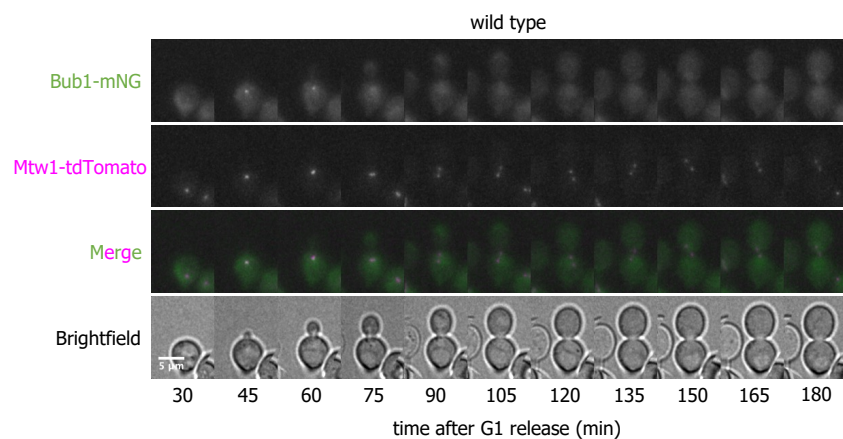 wild type
Bub1-mNG
Mtw1-tdTomato
Merge
Brightfield
5 μm
30 45 60 75 90 105 120 135 150 165 180
time after G1 release (min)